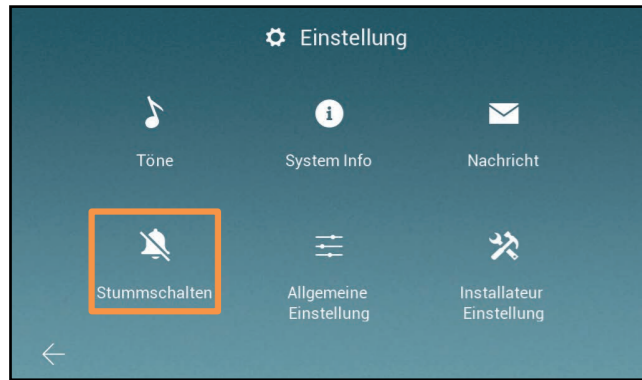 Einstellung
Töne
System Info
Nachricht
Stummschalten
Allgemeine
Einstellung
Installateur
Einstellung